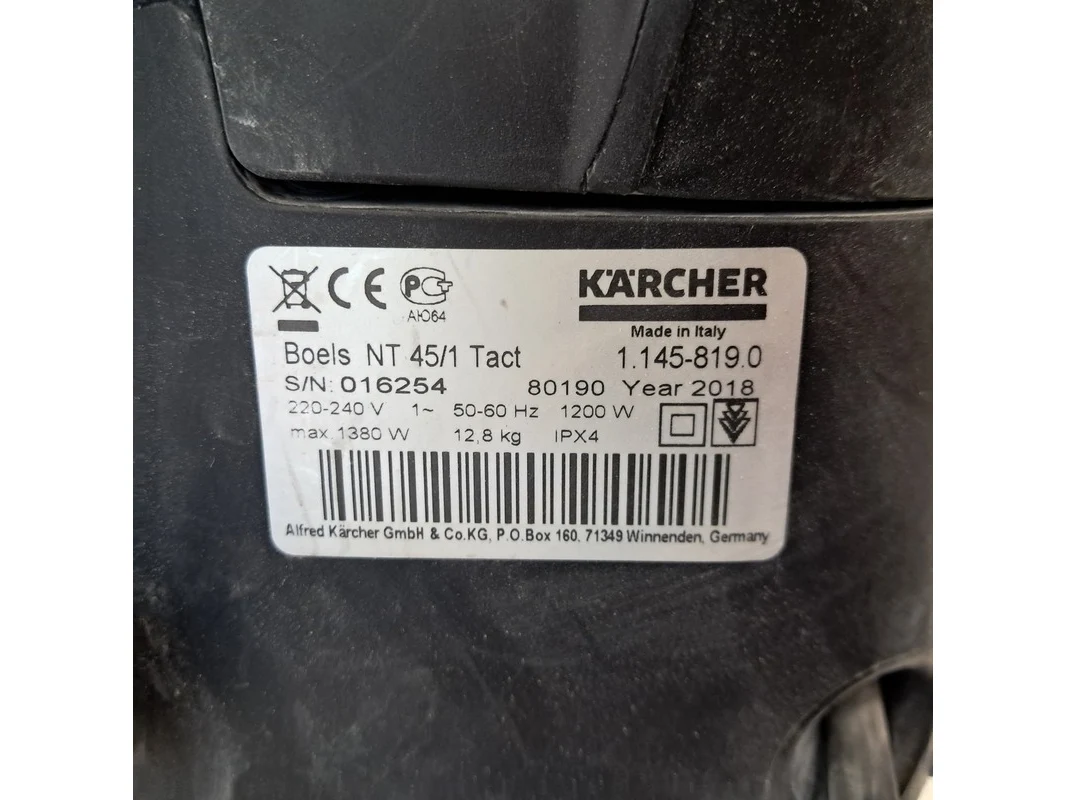 KÄRCHER
АЮ64
Made in Italy
Boels NT 45/1 Tact 1.145-819.0
S/N: 016254 80190 Year 2018
220-240 V 1~ 50-60 Hz 1200 W
max.1380 W 12,8 kg IPX4
Alfred Kärcher GmbH & Co.KG, P.O.Box 160, 71349 Winnenden, Germany